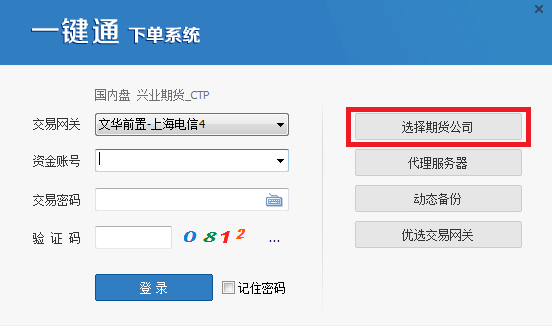 一键通 下单系统
国内盘 兴业期货_CTP
交易网关 文华前置-上海电信4
选择期货公司
资金账号
代理服务器
交易密码
动态备份
验证码 0812 ...
优选交易网关
登录 记住密码